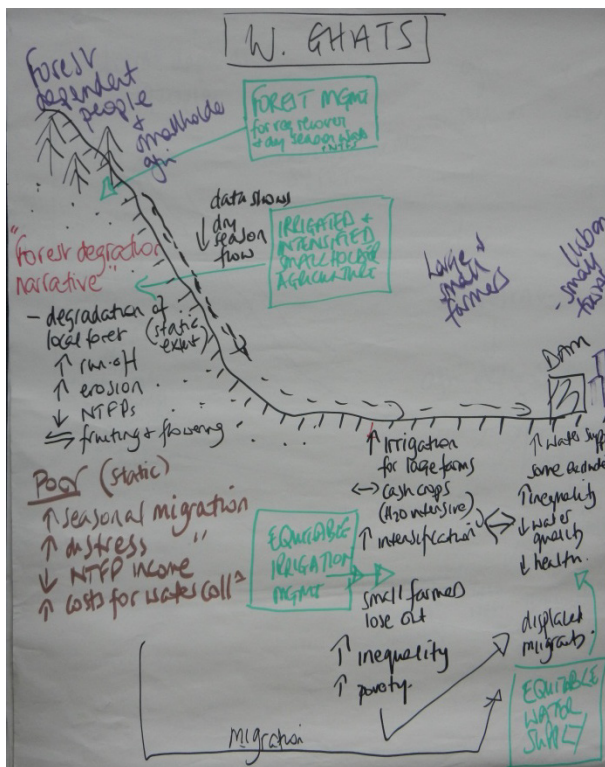 W. GHATS
Forest
dependent
people
+
smallholder
FOREST MGMT
for regrecover
+ dry season
data shows
↓ dry
season
flow
IRRIGATED +
INTENSIFIED
SMALLHOLDER
AGRICULTURE
Large +
small
farmers
Urban
- small
DAM
"Forest degradation
narrative"
- degradation of
local forest (static
extent)
↑ run-off
↑ erosion
↓ NTFPs
⇌ fruiting + flowering
Poor (static)
↑ seasonal migration
↑ distress "
↓ NTFP income
↑ costs for water coll^n
EQUITABLE
IRRIGATION
MGMT
↑ Irrigation
for large farms
↔ cash crops
(H2O intensive)
↑ intensification
small farmers
lose out
↑ inequality
↑ poverty.
↑ water supp
some
↑ inequality
↓ water
quality
↓ health.
displaced
migrants
EQUITABLE
WATER
SUPPLY
migration